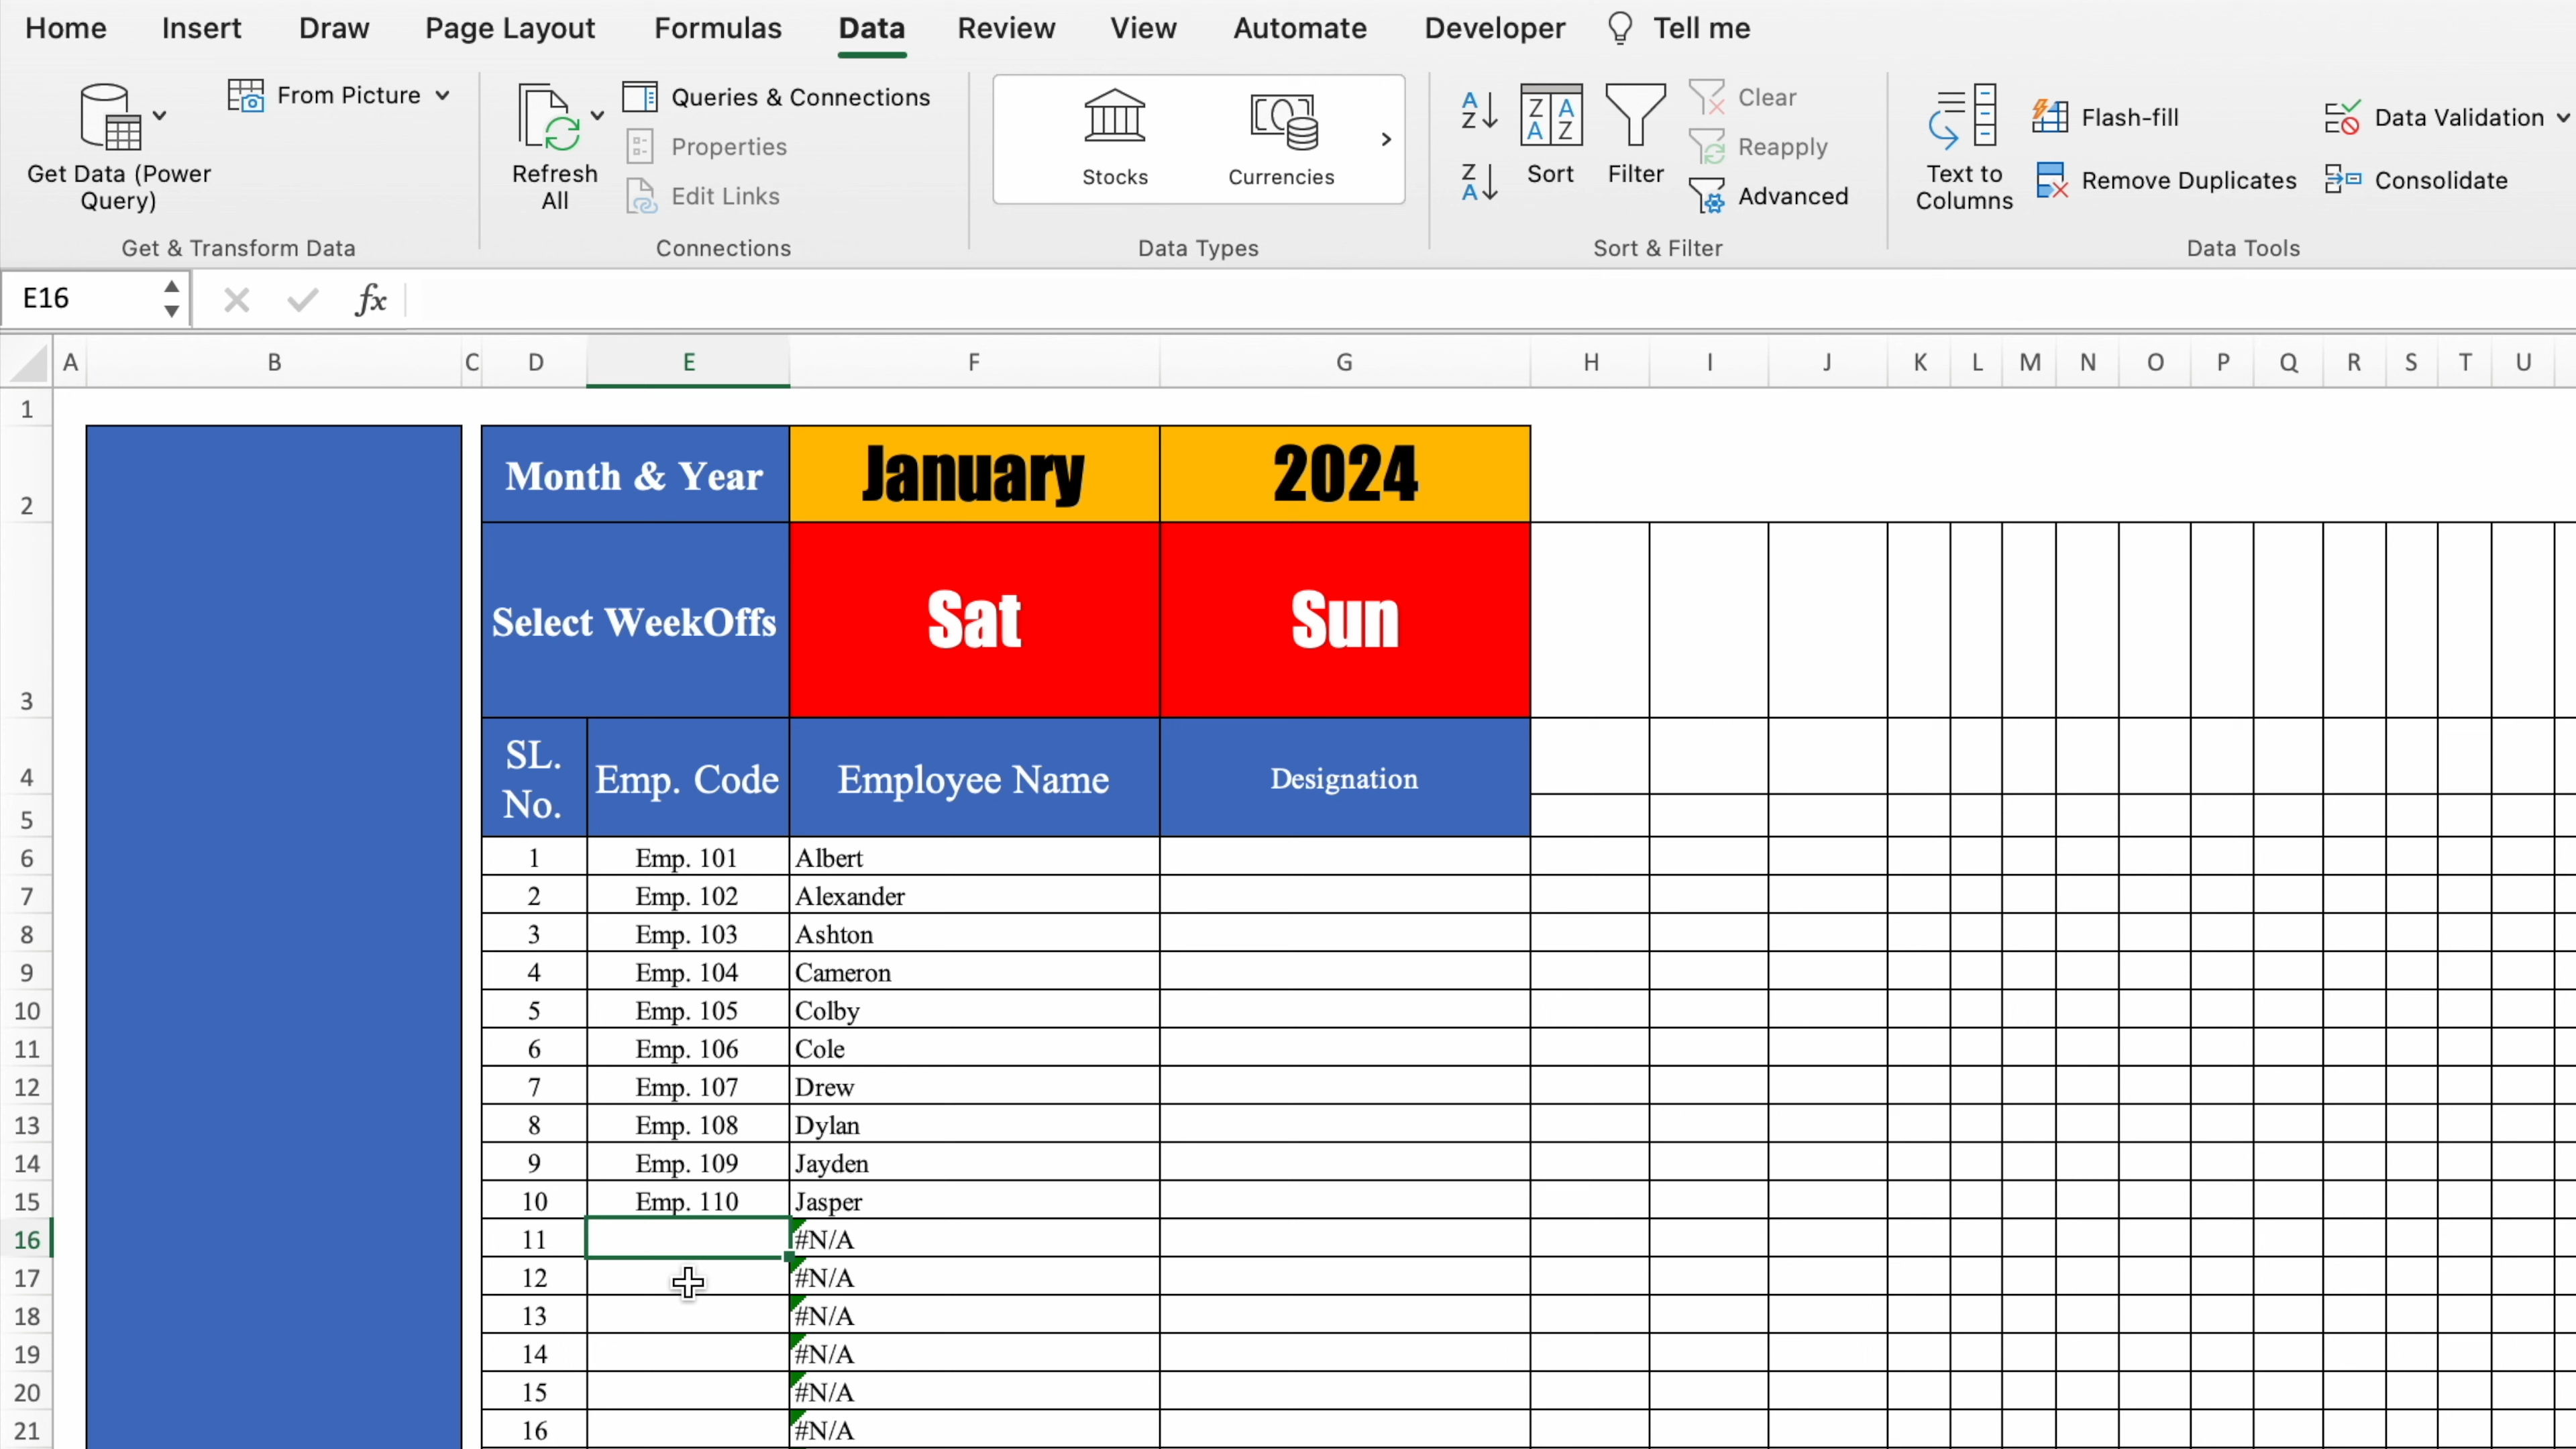 Home Insert Draw Page Layout Formulas Data Review View Automate Developer Tell me
Get Data (Power
Query)
From Picture
Get & Transform Data
Refresh
All
Queries & Connections
Properties
Edit Links
Connections
Stocks
Currencies
Data Types
Sort
Filter
Clear
Reapply
Advanced
Sort & Filter
Text to
Columns
Flash-fill
Remove Duplicates
Data Validation
Consolidate
Data Tools
E16
fx
A B C D E F G H I J K L M N O P Q R S T U
1
2 Month & Year January 2024
3 Select WeekOffs Sat Sun
4
5
SL.
No.
Emp. Code
Employee Name
Designation
6 1 Emp. 101 Albert
7 2 Emp. 102 Alexander
8 3 Emp. 103 Ashton
9 4 Emp. 104 Cameron
10 5 Emp. 105 Colby
11 6 Emp. 106 Cole
12 7 Emp. 107 Drew
13 8 Emp. 108 Dylan
14 9 Emp. 109 Jayden
15 10 Emp. 110 Jasper
16 11 #N/A
17 12 #N/A
18 13 #N/A
19 14 #N/A
20 15 #N/A
21 16 #N/A